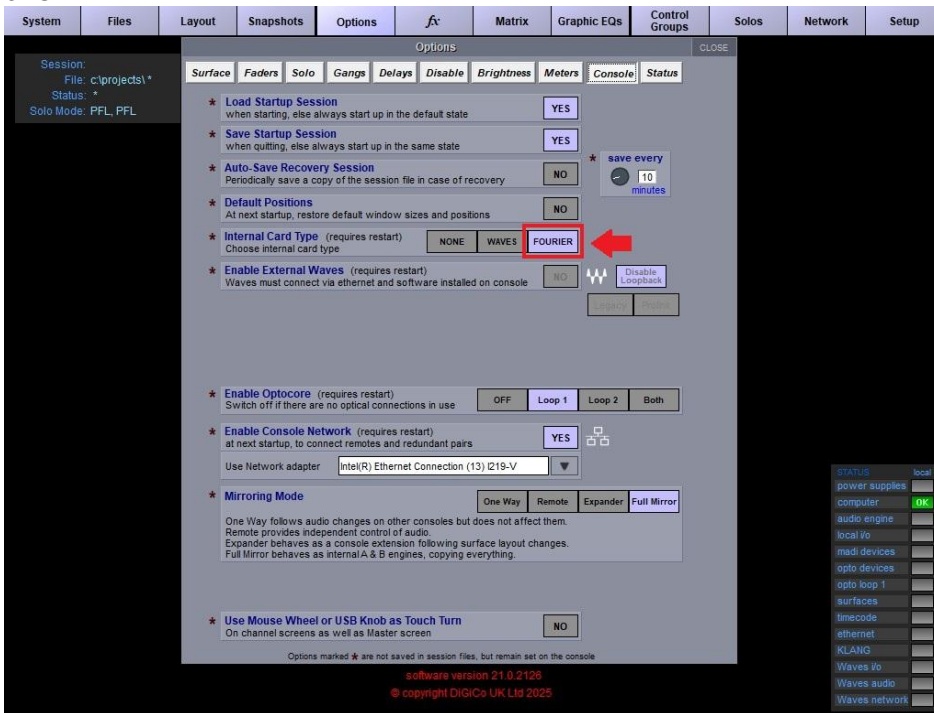 System Files Layout Snapshots Options fx Matrix Graphic EQs Control Groups Solos Network Setup
Options CLOSE
Session:
File: c:\projects\ *
Status: *
Solo Mode: PFL, PFL
Surface Faders Solo Gangs Delays Disable Brightness Meters Console Status
* Load Startup Session
when starting, else always start up in the default state
YES
* Save Startup Session
when quitting, else always start up in the same state
YES
* Auto-Save Recovery Session
Periodically save a copy of the session file in case of recovery
NO
* save every
10
minutes
* Default Positions
At next startup, restore default window sizes and positions
NO
* Internal Card Type (requires restart)
Choose internal card type
NONE WAVES FOURIER
* Enable External Waves (requires restart)
Waves must connect via ethernet and software installed on console
NO
Disable
Loopback
Legacy
* Enable Optocore (requires restart)
Switch off if there are no optical connections in use
OFF Loop 1 Loop 2 Both
* Enable Console Network (requires restart)
at next startup, to connect remotes and redundant pairs
YES
Use Network adapter Intel(R) Ethernet Connection (13) I219-V
* Mirroring Mode
One Way Remote Expander Full Mirror
One Way follows audio changes on other consoles but does not affect them.
Remote provides independent control of audio.
Expander behaves as a console extension following surface layout changes.
Full Mirror behaves as internal A & B engines, copying everything.
* Use Mouse Wheel or USB Knob as Touch Turn
On channel screens as well as Master screen
NO
Options marked * are not saved in session files, but remain set on the console
software version 21.0.2126
© copyright DiGiCo UK Ltd 2025
STATUS local
power supplies
computer OK
audio engine
local i/o
madi devices
opto devices
opto loop 1
surfaces
timecode
ethernet
KLANG
Waves i/o
Waves audio
Waves network